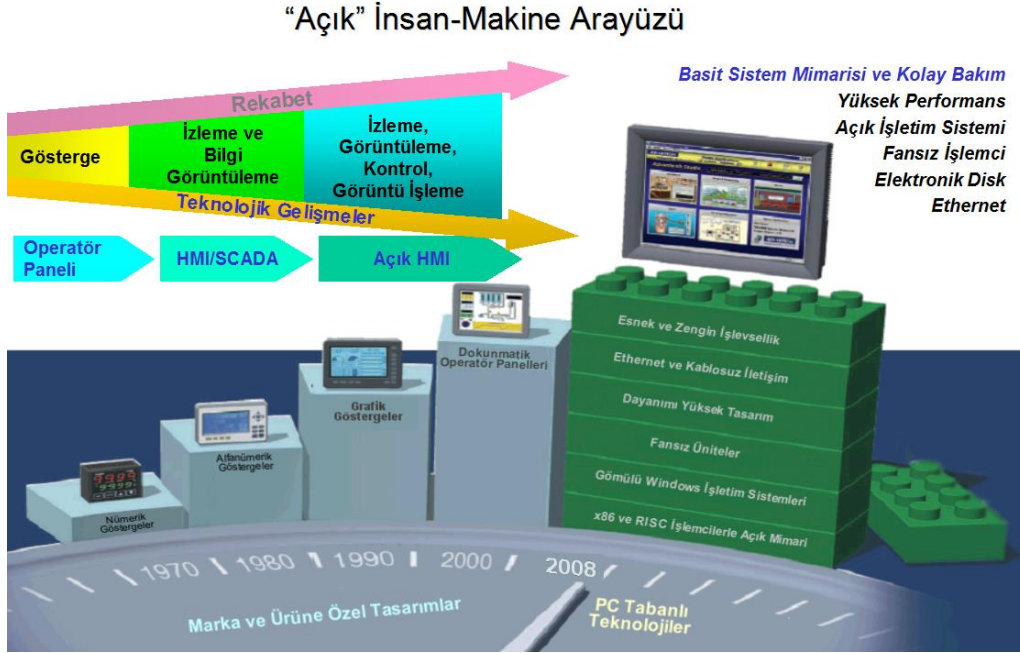 “Açık” İnsan-Makine Arayüzü
Basit Sistem Mimarisi ve Kolay Bakım
Yüksek Performans
Açık İşletim Sistemi
Fansız İşlemci
Elektronik Disk
Ethernet
Rekabet
Gösterge
İzleme ve
Bilgi
Görüntüleme
İzleme,
Görüntüleme,
Kontrol,
Görüntü İşleme
Teknolojik Gelişmeler
Operatör
Paneli
HMI/SCADA
Açık HMI
Nümerik
Göstergeler
Alfanümerik
Göstergeler
Grafik
Göstergeler
Dokunmatik
Operatör Panelleri
Esnek ve Zengin İşlevsellik
Ethernet ve Kablosuz İletişim
Dayanımı Yüksek Tasarım
Fansız Üniteler
Gömülü Windows İşletim Sistemleri
x86 ve RISC İşlemcilerle Açık Mimari
1970
1980
1990
2000
2008
Marka ve Ürüne Özel Tasarımlar
PC Tabanlı
Teknolojiler